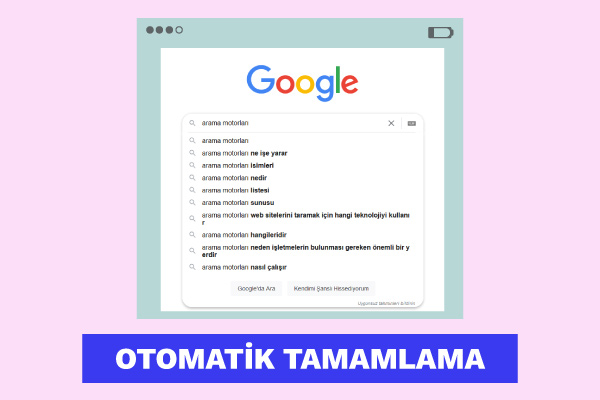 Google
arama motorları
arama motorları
arama motorları ne işe yarar
arama motorları isimleri
arama motorları nedir
arama motorları listesi
arama motorları sunusu
arama motorları web sitelerini taramak için hangi teknolojiyi kullanı
r
arama motorları hangileridir
arama motorları neden işletmelerin bulunması gereken önemli bir y
erdir
arama motorları nasıl çalışır
Google'da Ara Kendimi Şanslı Hissediyorum
Uygunsuz tahminleri bildirin
OTOMATİK TAMAMLAMA